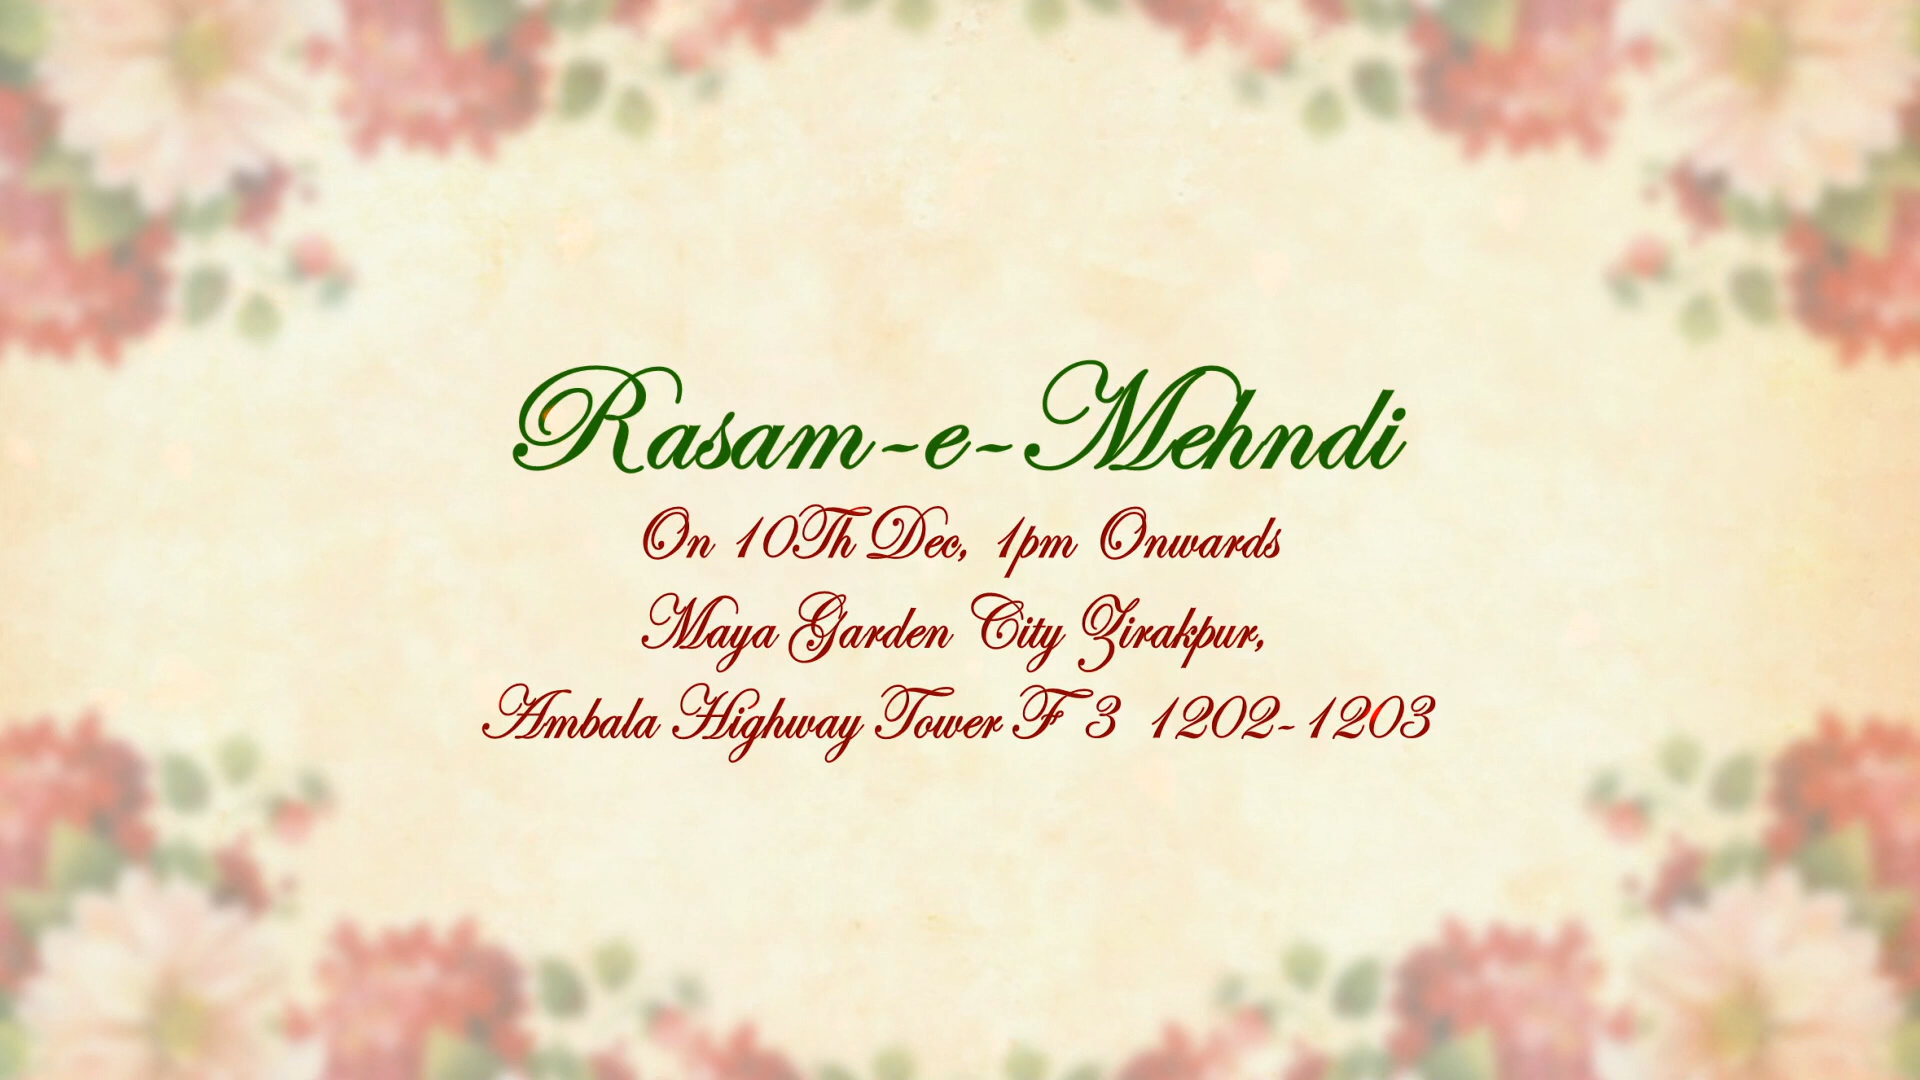 Rasam-e-Mehndi
On 10Th Dec, 1pm Onwards
Maya Garden City Zirakpur,
Ambala Highway Tower F 3 1202-1203